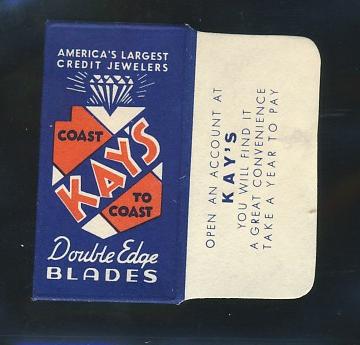 AMERICA'S LARGEST
CREDIT JEWELERS
COAST
KAYS
TO
COAST
Double Edge
BLADES
OPEN AN ACCOUNT AT
KAY'S
YOU WILL FIND IT
A GREAT CONVENIENCE
TAKE A YEAR TO PAY